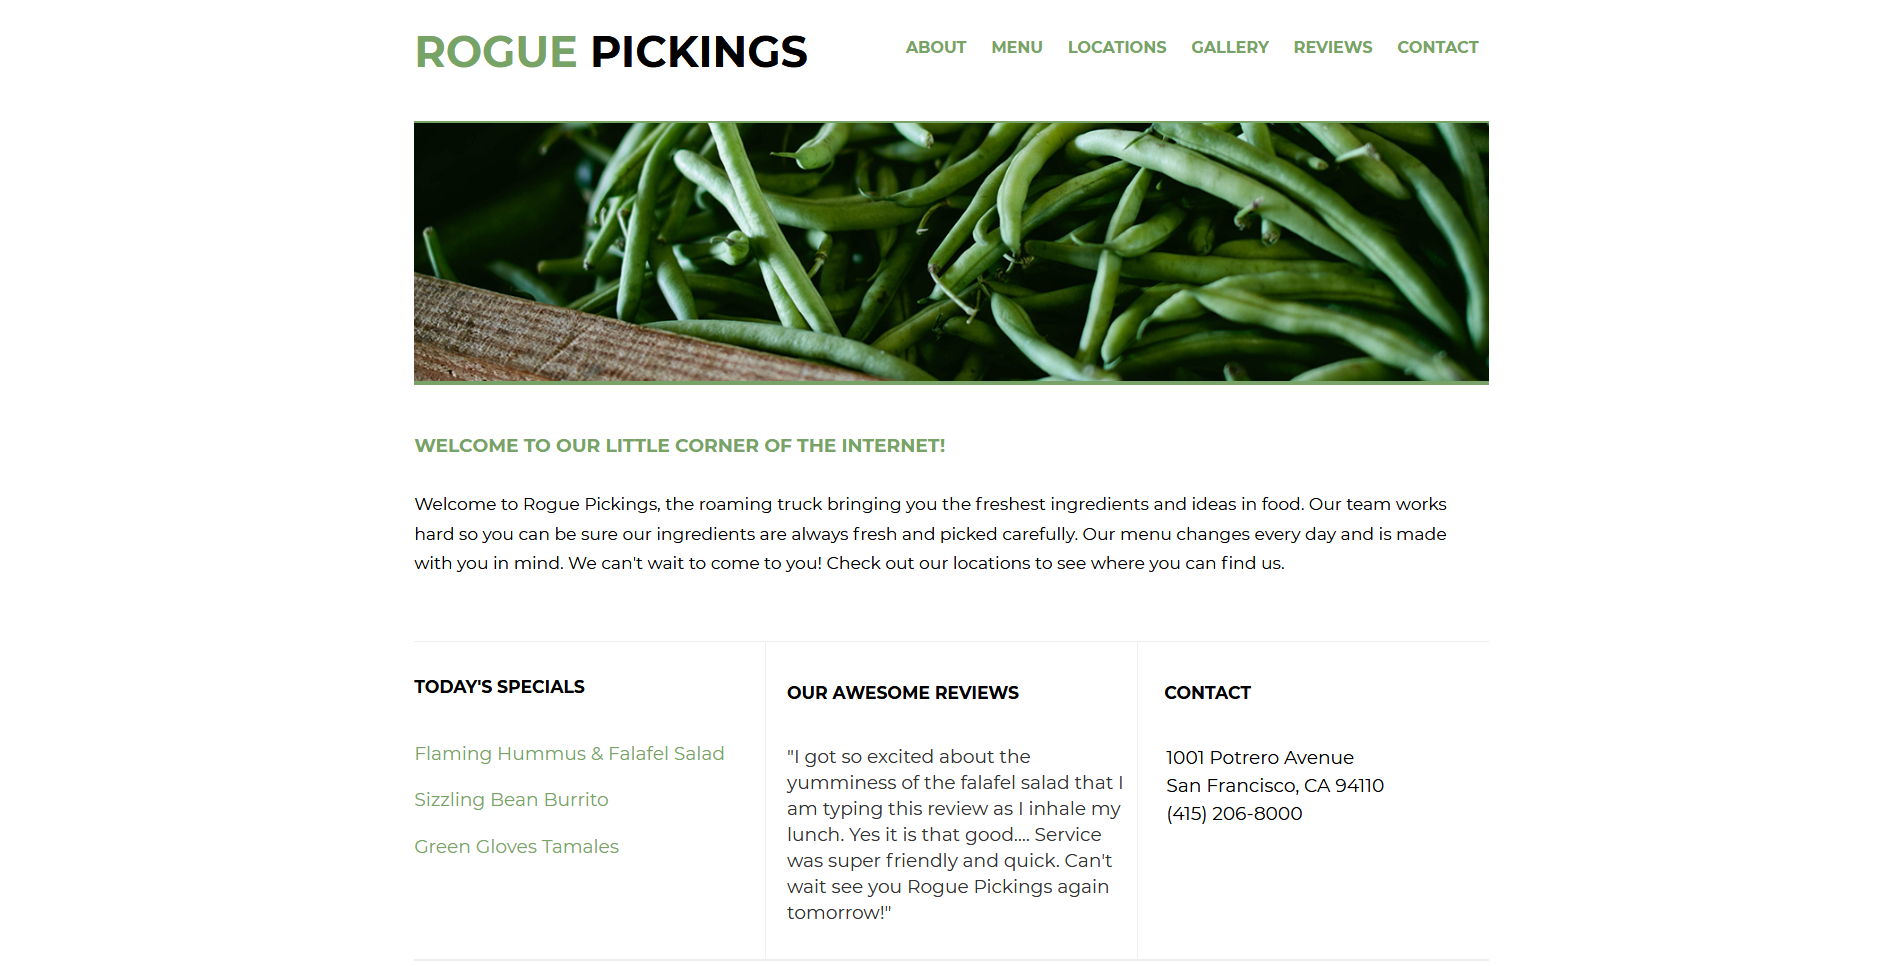 ROGUE PICKINGS
ABOUT MENU LOCATIONS GALLERY REVIEWS CONTACT
WELCOME TO OUR LITTLE CORNER OF THE INTERNET!
Welcome to Rogue Pickings, the roaming truck bringing you the freshest ingredients and ideas in food. Our team works
hard so you can be sure our ingredients are always fresh and picked carefully. Our menu changes every day and is made
with you in mind. We can't wait to come to you! Check out our locations to see where you can find us.
TODAY'S SPECIALS
Flaming Hummus & Falafel Salad
Sizzling Bean Burrito
Green Gloves Tamales
OUR AWESOME REVIEWS
"I got so excited about the
yumminess of the falafel salad that I
am typing this review as I inhale my
lunch. Yes it is that good.... Service
was super friendly and quick. Can't
wait see you Rogue Pickings again
tomorrow!"
CONTACT
1001 Potrero Avenue
San Francisco, CA 94110
(415) 206-8000